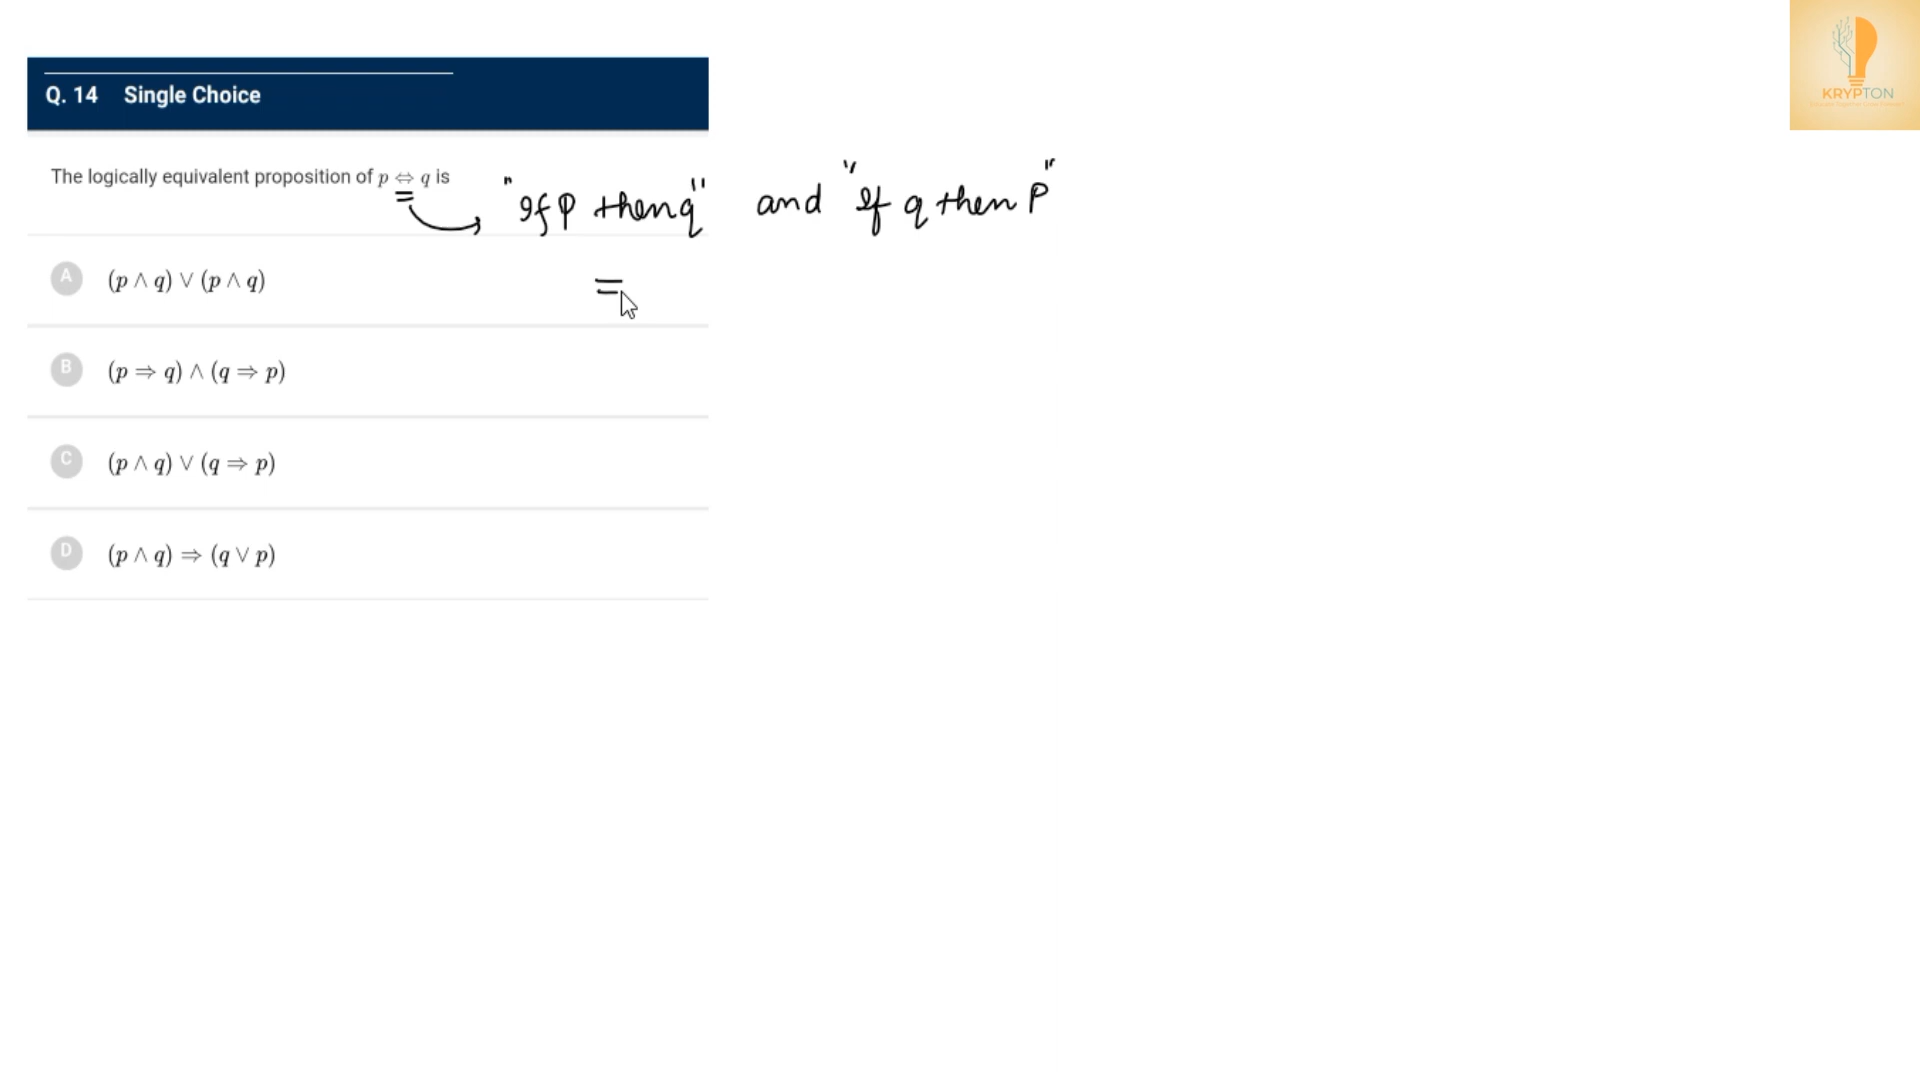 KRYPTON
Q. 14 Single Choice
The logically equivalent proposition of p ⇔ q is
"If P then q" and "If q then P"
=
A (p ∧ q) ∨ (p ∧ q)
B (p ⇒ q) ∧ (q ⇒ p)
C (p ∧ q) ∨ (q ⇒ p)
D (p ∧ q) ⇒ (q ∨ p)